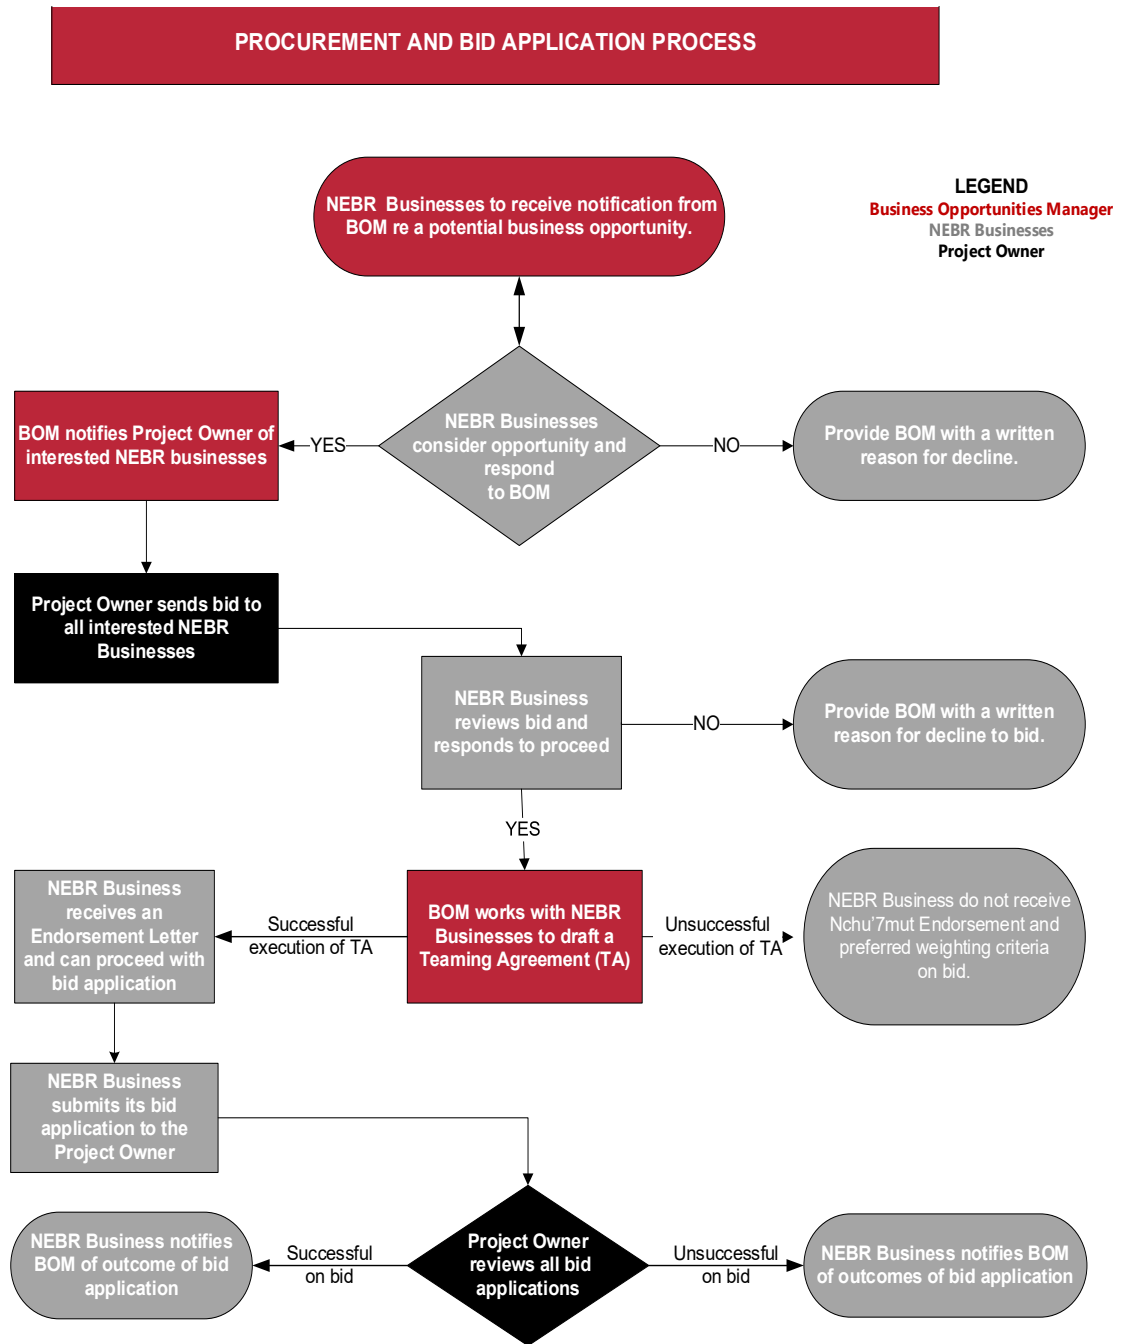 PROCUREMENT AND BID APPLICATION PROCESS
NEBR  Businesses to receive notification from
BOM re a potential business opportunity.
LEGEND
Business Opportunities Manager
NEBR Businesses
Project Owner
NEBR Businesses
consider opportunity and
respond
to BOM
YES
NO
BOM notifies Project Owner of
interested NEBR businesses
Provide BOM with a written
reason for decline.
Project Owner sends bid to
all interested NEBR
Businesses
NEBR Business
reviews bid and
responds to proceed
NO
Provide BOM with a written
reason for decline to bid.
YES
NEBR Business
receives an
Endorsement Letter
and can proceed with
bid application
Successful
execution of TA
BOM works with NEBR
Businesses to draft a
Teaming Agreement (TA)
Unsuccessful
execution of TA
NEBR Business do not receive
Nchu’7mut Endorsement and
preferred weighting criteria
on bid.
NEBR Business
submits its bid
application to the
Project Owner
NEBR Business notifies
BOM of outcome of bid
application
Successful
on bid
Project Owner
reviews all bid
applications
Unsuccessful
on bid
NEBR Business notifies BOM
of outcomes of bid application